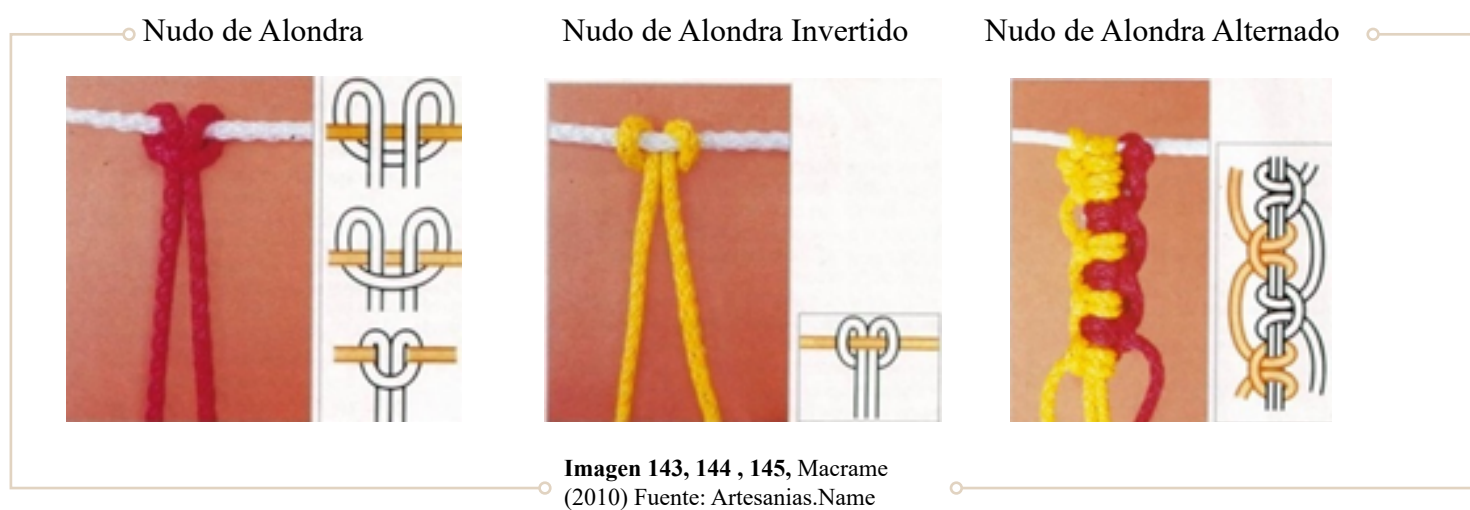 Nudo de Alondra
Nudo de Alondra Invertido
Nudo de Alondra Alternado
Imagen 143, 144 , 145, Macrame
(2010) Fuente: Artesanias.Name